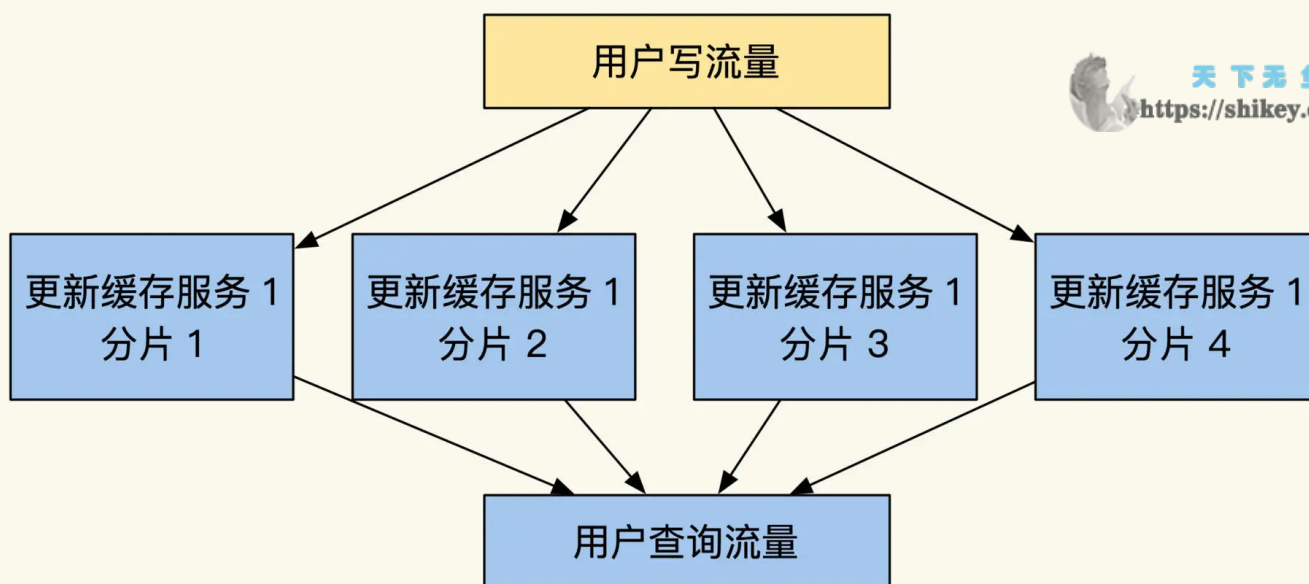 用户写流量
天下无
https://shikey.
更新缓存服务 1
分片 1
更新缓存服务 1
分片 2
更新缓存服务 1
分片 3
更新缓存服务 1
分片 4
用户查询流量